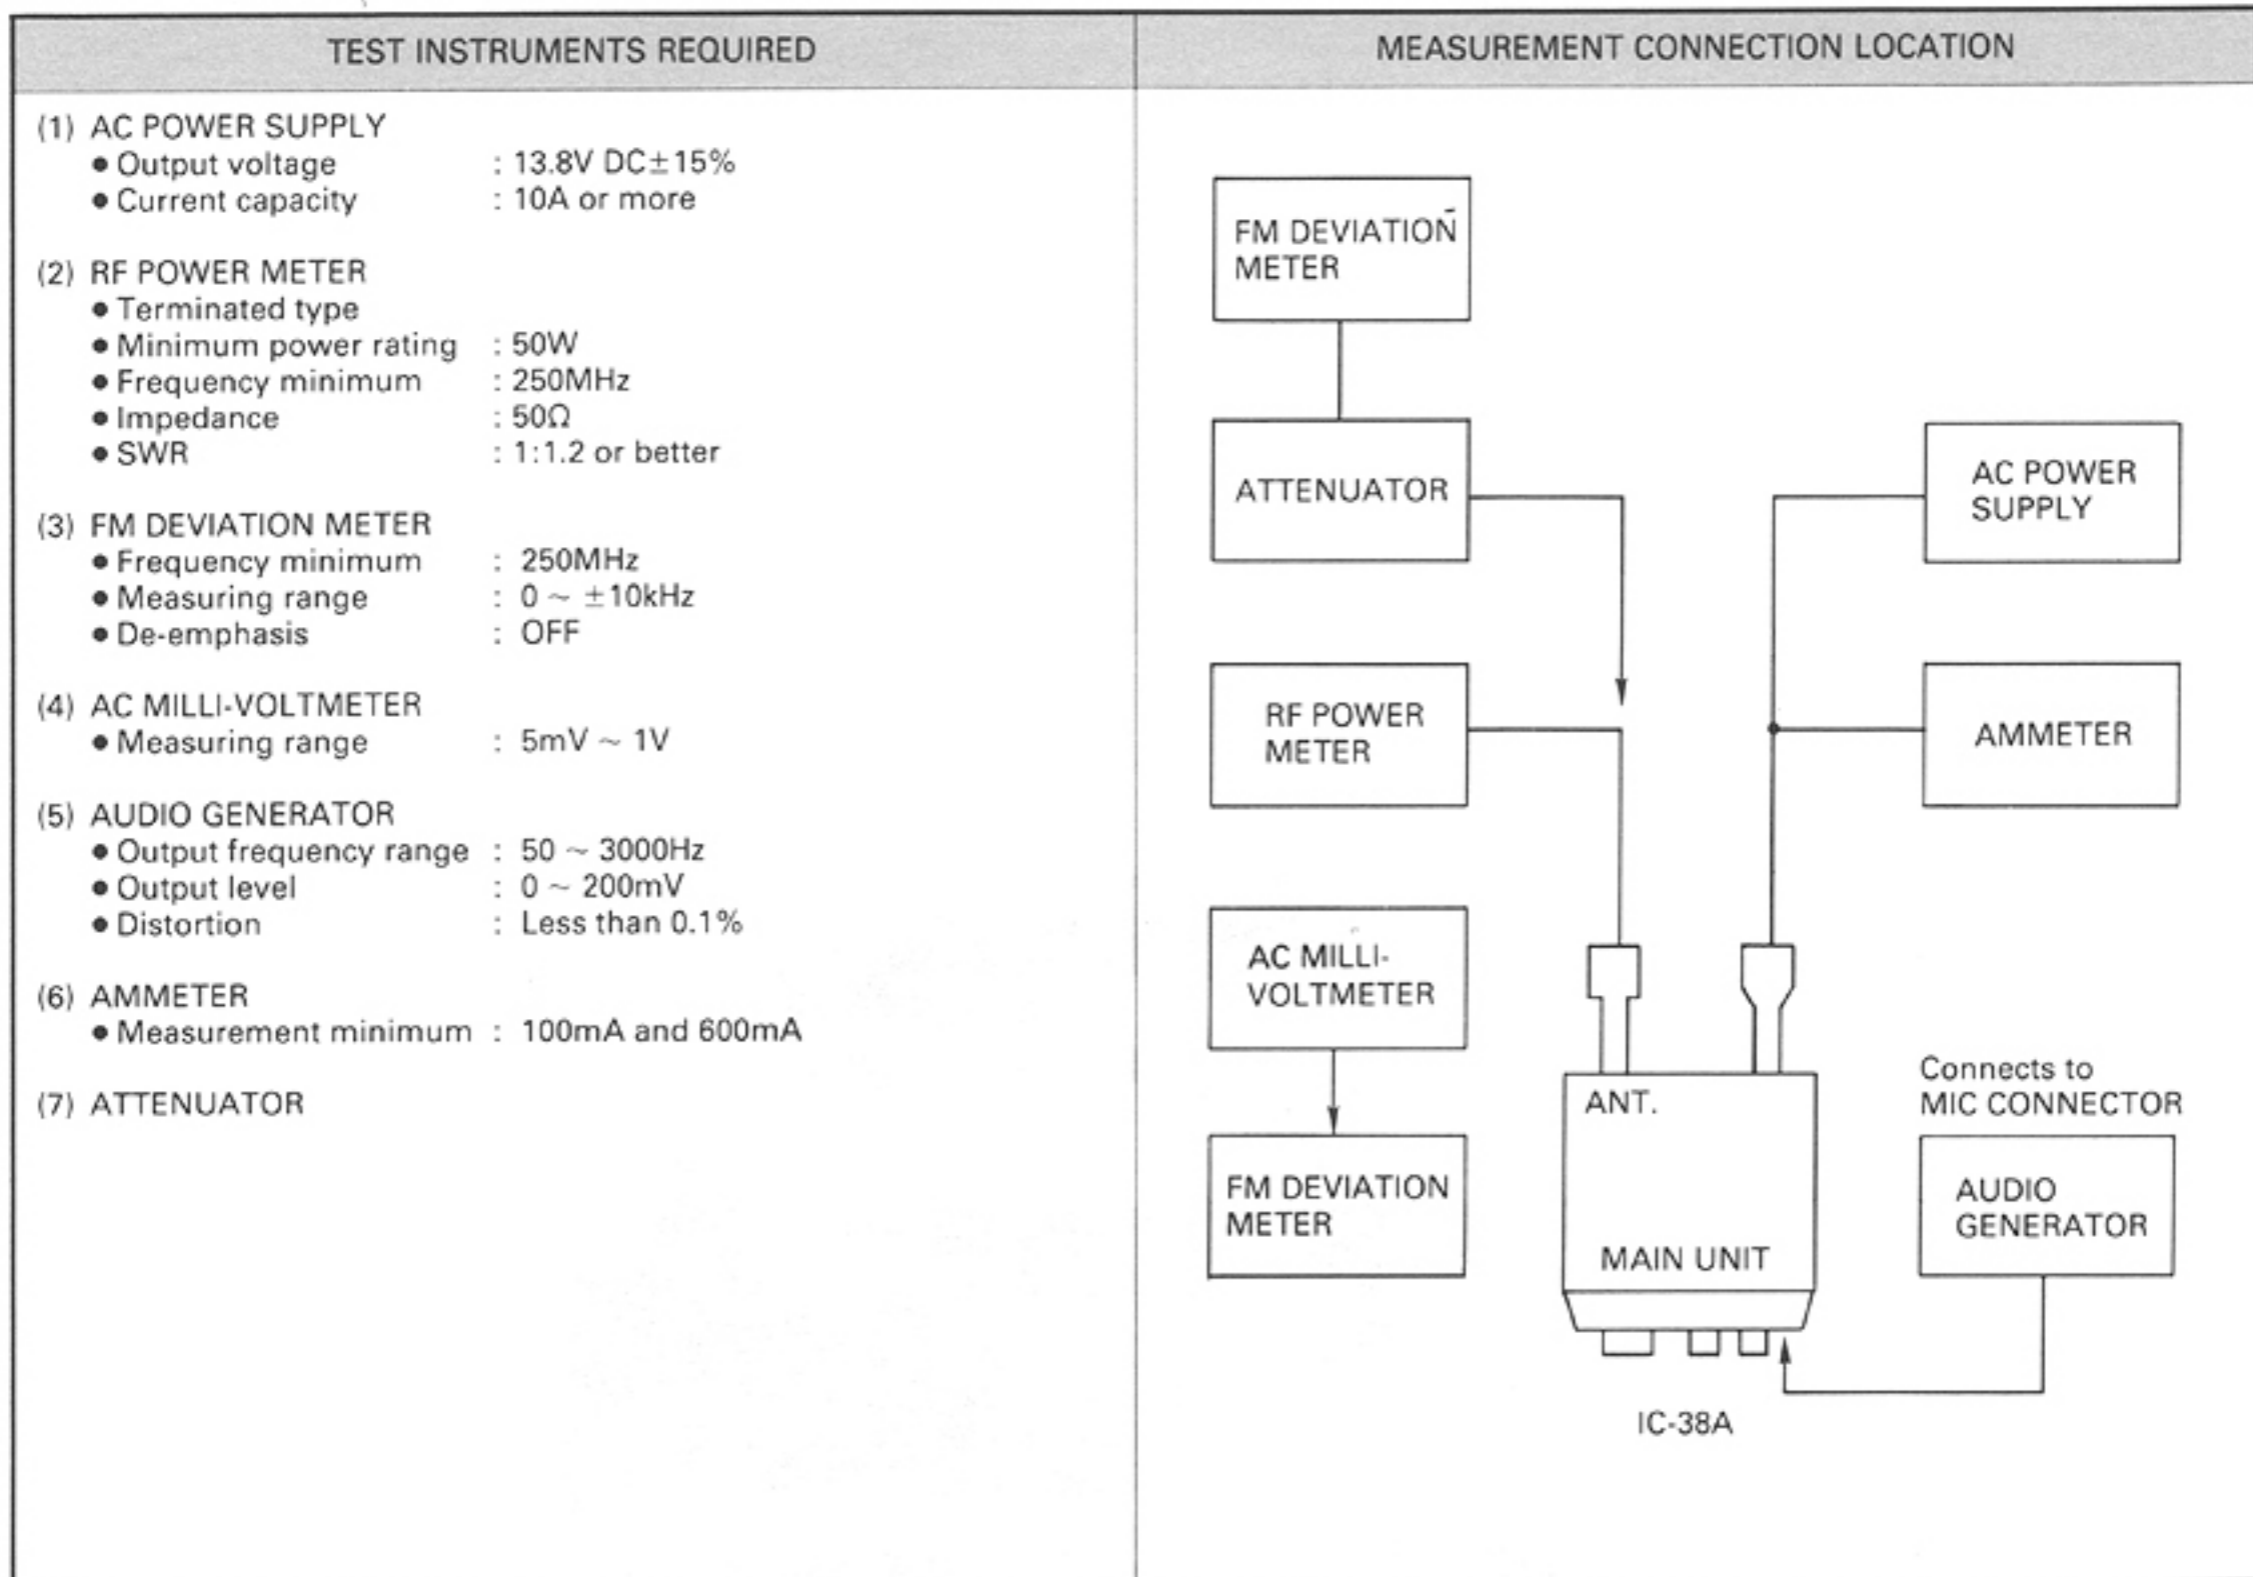 TEST INSTRUMENTS REQUIRED
(1) AC POWER SUPPLY
● Output voltage : 13.8V DC±15%
● Current capacity : 10A or more
(2) RF POWER METER
● Terminated type
● Minimum power rating : 50W
● Frequency minimum : 250MHz
● Impedance : 50Ω
● SWR : 1:1.2 or better
(3) FM DEVIATION METER
● Frequency minimum : 250MHz
● Measuring range : 0 ~ ±10kHz
● De-emphasis : OFF
(4) AC MILLI-VOLTMETER
● Measuring range : 5mV ~ 1V
(5) AUDIO GENERATOR
● Output frequency range : 50 ~ 3000Hz
● Output level : 0 ~ 200mV
● Distortion : Less than 0.1%
(6) AMMETER
● Measurement minimum : 100mA and 600mA
(7) ATTENUATOR
MEASUREMENT CONNECTION LOCATION
FM DEVIATION
METER
ATTENUATOR
AC POWER
SUPPLY
RF POWER
METER
AMMETER
AC MILLI-
VOLTMETER
FM DEVIATION
METER
ANT.
MAIN UNIT
Connects to
MIC CONNECTOR
AUDIO
GENERATOR
IC-38A